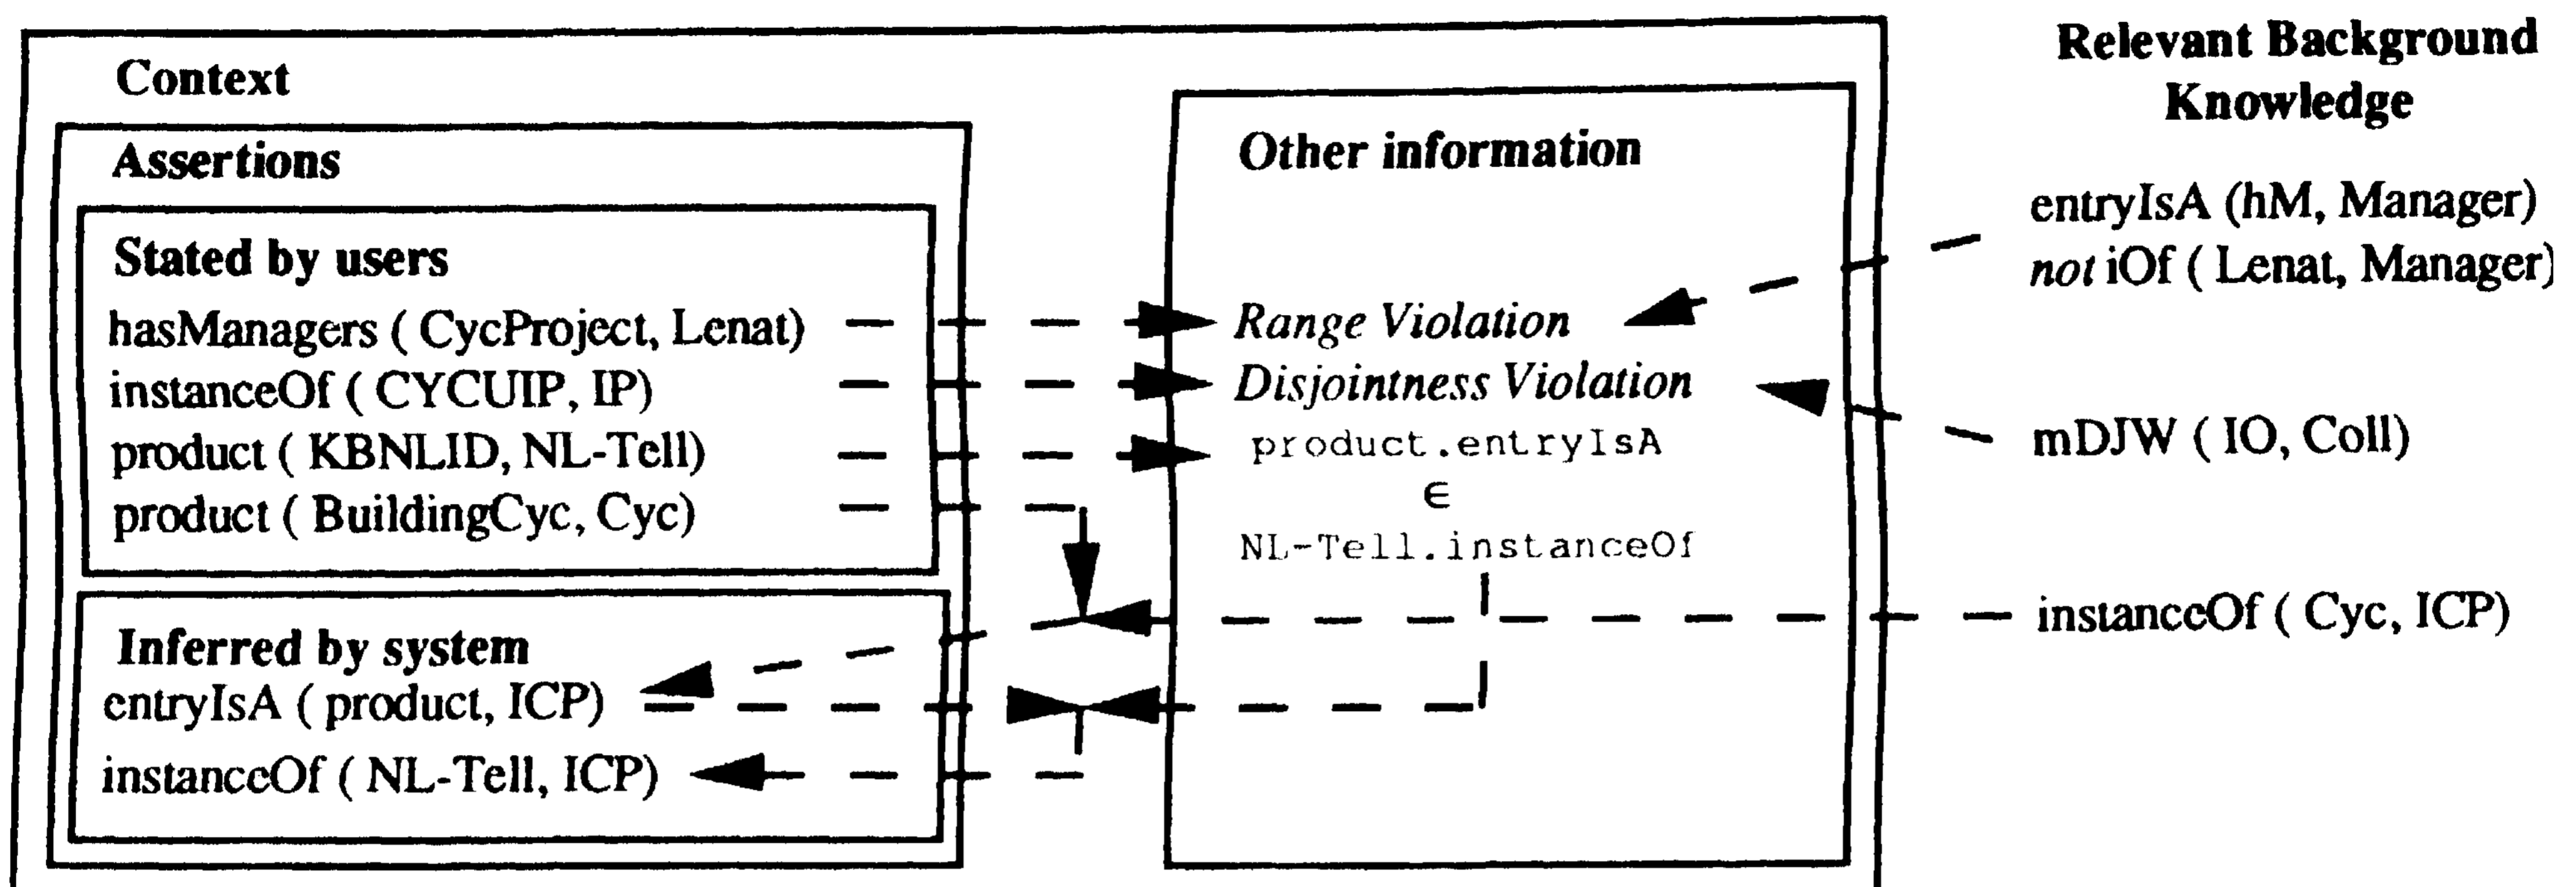 Context
Assertions
Stated by users
hasManagers ( CycProject, Lenat)
instanceOf ( CYCUIP, IP)
product ( KBNLID, NL-Tell)
product ( BuildingCyc, Cyc)
Inferred by system
entryIsA ( product, ICP)
instanceOf ( NL-Tell, ICP)
Other information
Range Violation
Disjointness Violation
product.entryIsA
∈
NL-Tell.instanceOf
Relevant Background
Knowledge
entryIsA (hM, Manager)
not iOf ( Lenat, Manager)
mDJW ( IO, Coll)
instanceOf ( Cyc, ICP)